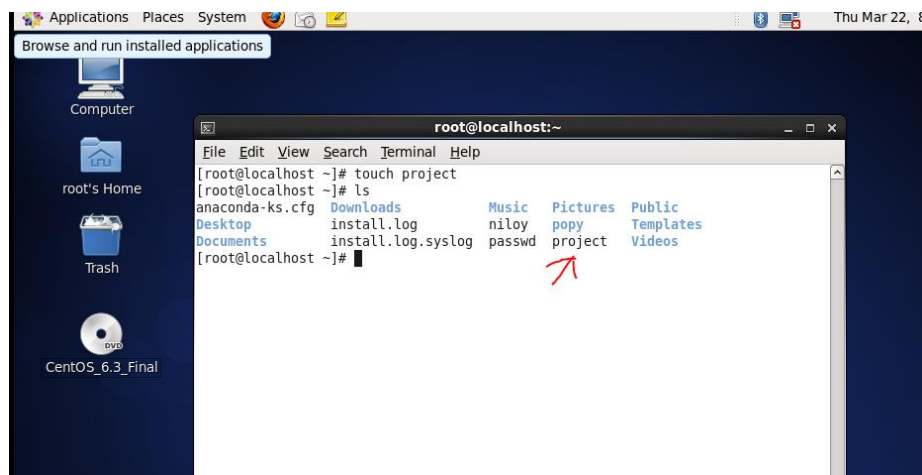 Applications Places System Thu Mar 22,
Browse and run installed applications
Computer
root@localhost:~
File Edit View Search Terminal Help
[root@localhost ~]# touch project
root's Home
[root@localhost ~]# ls
anaconda-ks.cfg Downloads Music Pictures Public
Desktop install.log niloy popy Templates
Documents install.log.syslog passwd project Videos
[root@localhost ~]#
Trash
DVD
CentOS_6.3_Final